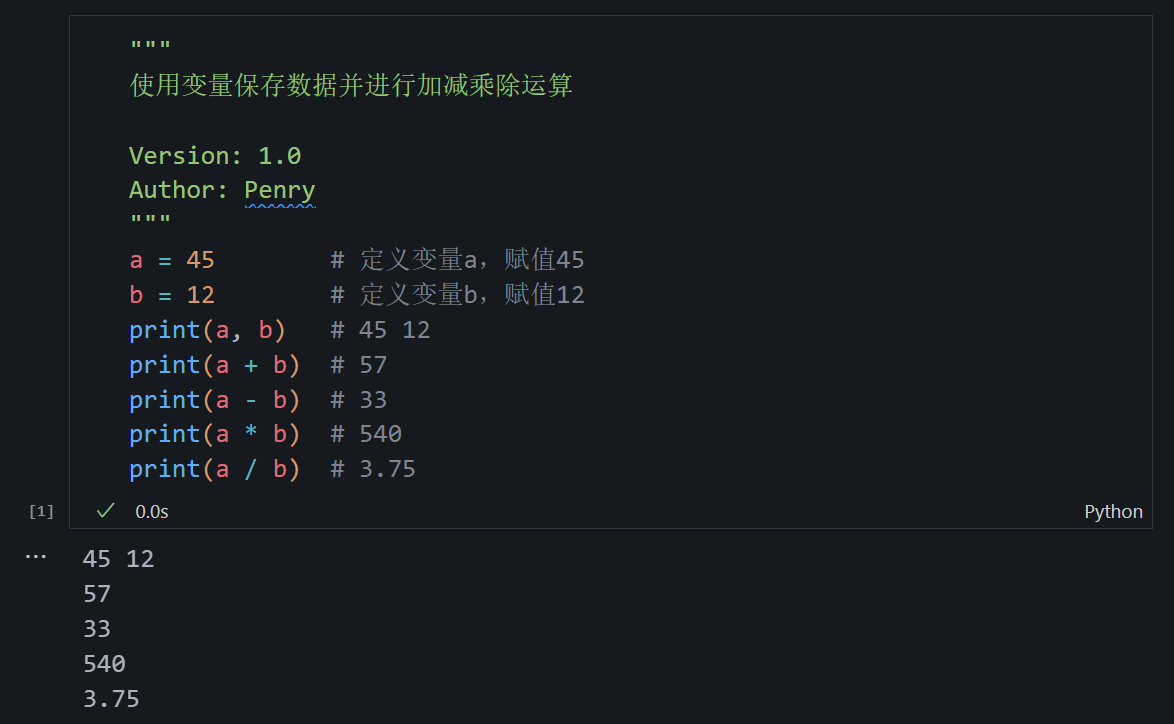 """
使用变量保存数据并进行加减乘除运算
Version: 1.0
Author: Penry
"""
a = 45        # 定义变量a，赋值45
b = 12        # 定义变量b，赋值12
print(a, b)   # 45 12
print(a + b)  # 57
print(a - b)  # 33
print(a * b)  # 540
print(a / b)  # 3.75
[1] ✓ 0.0s Python
... 45 12
57
33
540
3.75